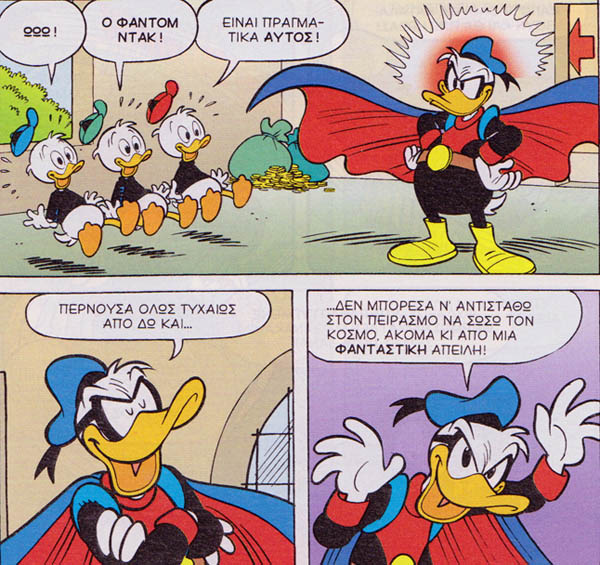 ΩΩΩ!
Ο ΦΑΝΤΟΜ
ΝΤΑΚ!
ΕΙΝΑΙ ΠΡΑΓΜΑ-
ΤΙΚΑ ΑΥΤΟΣ!
ΠΕΡΝΟΥΣΑ ΟΛΩΣ ΤΥΧΑΙΩΣ
ΑΠΟ ΔΩ ΚΑΙ...
...ΔΕΝ ΜΠΟΡΕΣΑ Ν' ΑΝΤΙΣΤΑΘΩ
ΣΤΟΝ ΠΕΙΡΑΣΜΟ ΝΑ ΣΩΣΩ ΤΟΝ
ΚΟΣΜΟ, ΑΚΟΜΑ ΚΙ ΑΠΟ ΜΙΑ
ΦΑΝΤΑΣΤΙΚΗ ΑΠΕΙΛΗ!